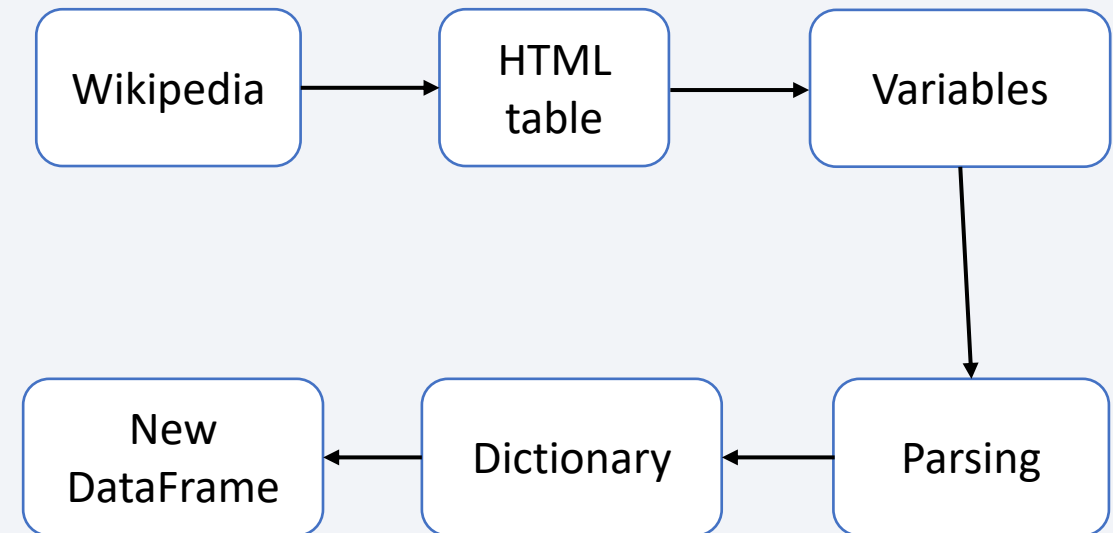 Wikipedia
HTML
table
Variables
Parsing
Dictionary
New
DataFrame